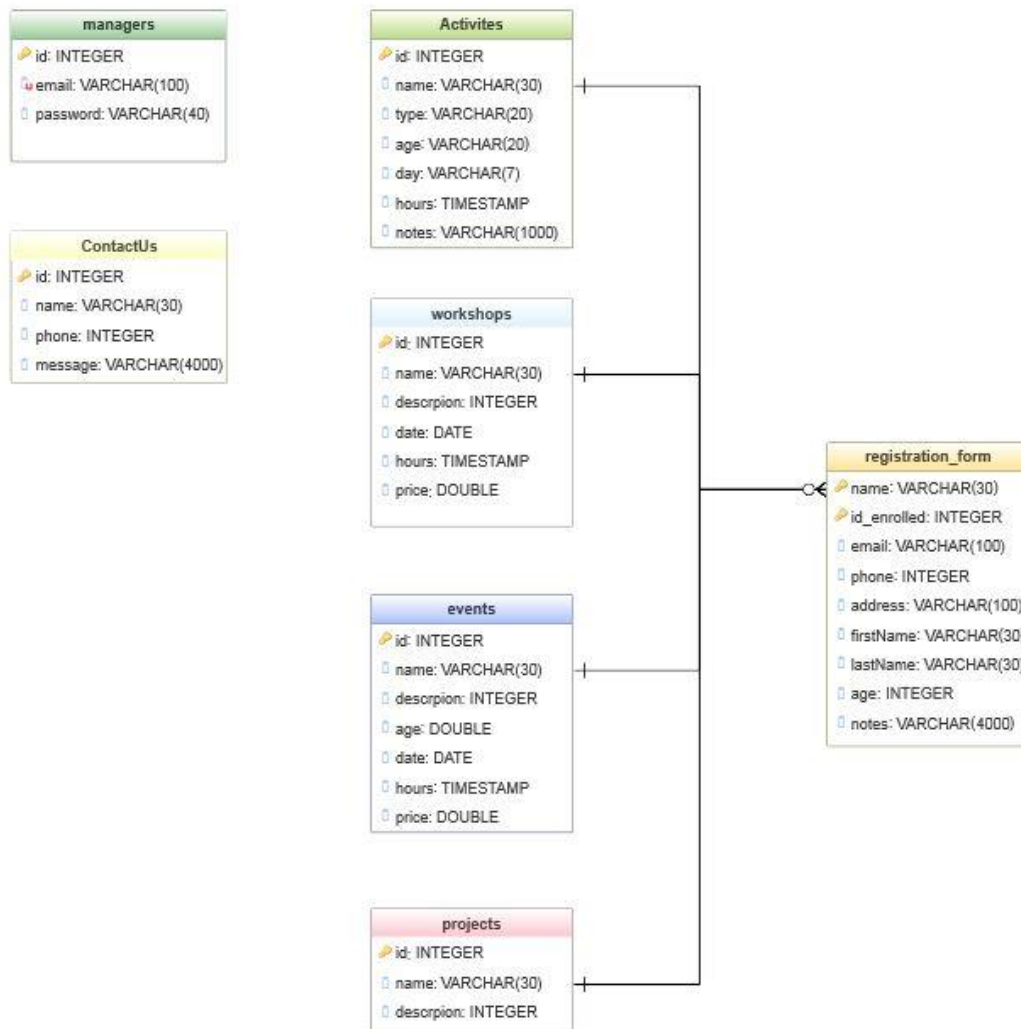 managers
id: INTEGER
email: VARCHAR(100)
password: VARCHAR(40)
ContactUs
id: INTEGER
name: VARCHAR(30)
phone: INTEGER
message: VARCHAR(4000)
Activites
id: INTEGER
name: VARCHAR(30)
type: VARCHAR(20)
age: VARCHAR(20)
day: VARCHAR(7)
hours: TIMESTAMP
notes: VARCHAR(1000)
workshops
id: INTEGER
name: VARCHAR(30)
descrpion: INTEGER
date: DATE
hours: TIMESTAMP
price: DOUBLE
events
id: INTEGER
name: VARCHAR(30)
descrpion: INTEGER
age: DOUBLE
date: DATE
hours: TIMESTAMP
price: DOUBLE
projects
id: INTEGER
name: VARCHAR(30)
descrpion: INTEGER
registration_form
name: VARCHAR(30)
id_enrolled: INTEGER
email: VARCHAR(100)
phone: INTEGER
address: VARCHAR(100)
firstName: VARCHAR(30)
lastName: VARCHAR(30)
age: INTEGER
notes: VARCHAR(4000)